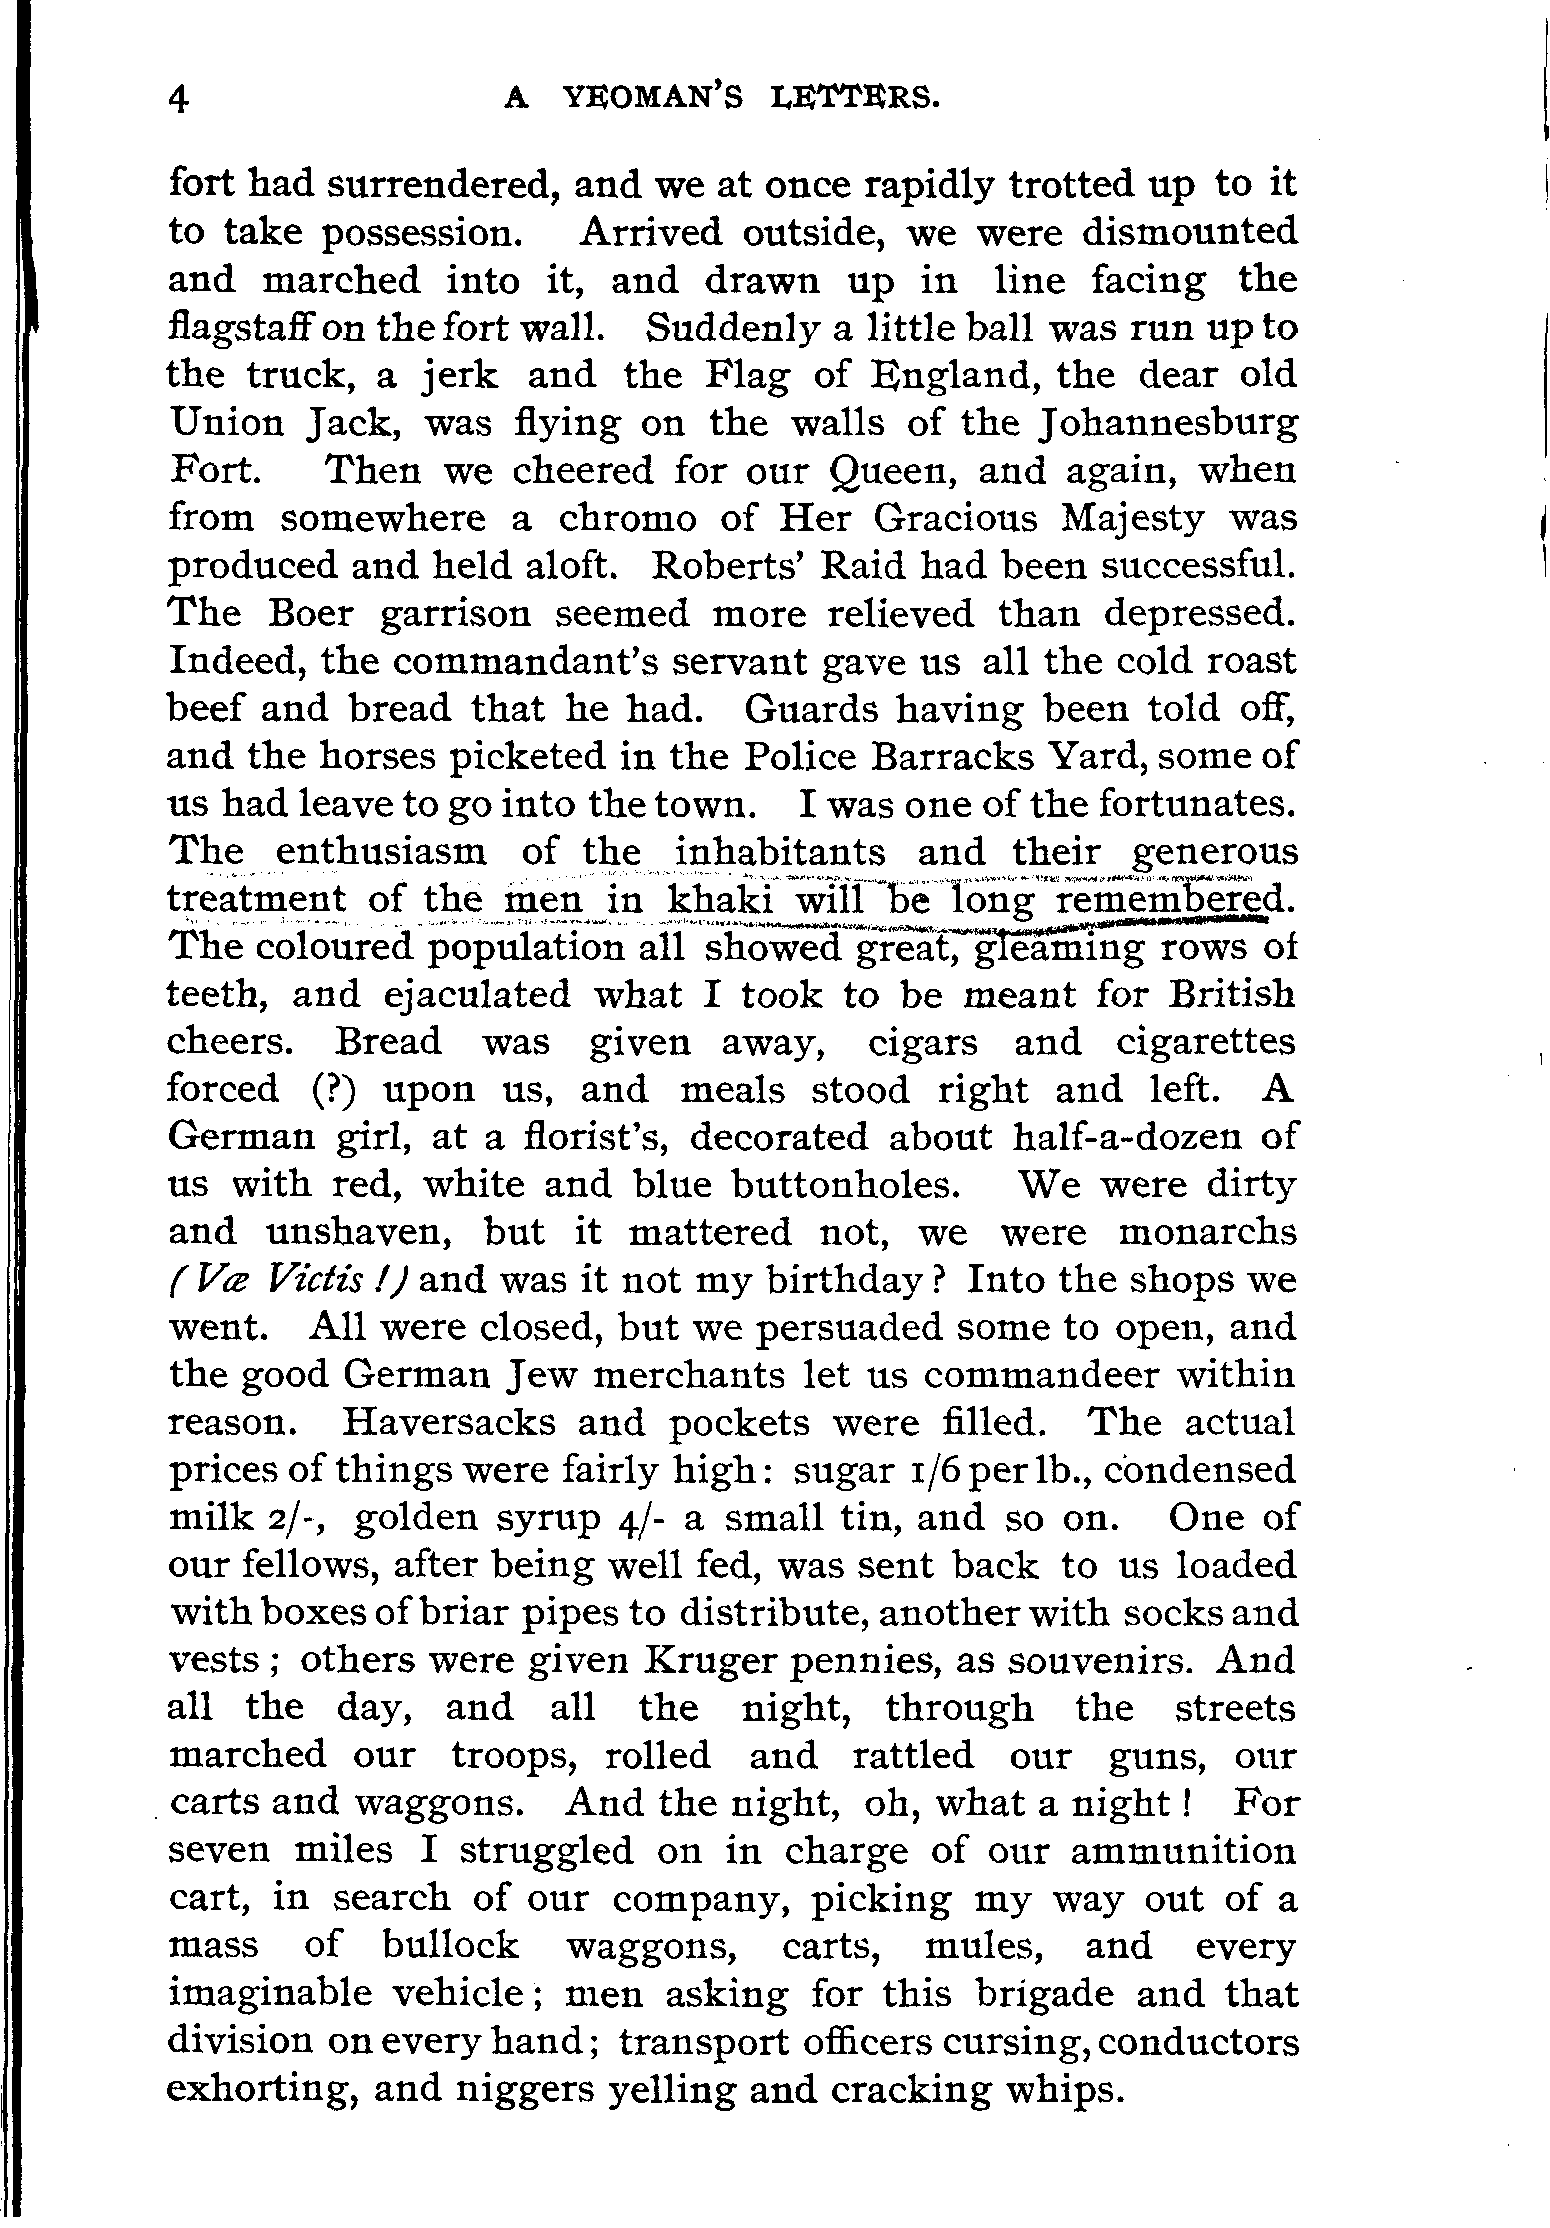 4 A YEOMAN'S LETTERS.
fort had surrendered, and we at once rapidly trotted up to it
to take possession. Arrived outside, we were dismounted
and marched into it, and drawn up in line facing the
flagstaff on the fort wall. Suddenly a little ball was run up to
the truck, a jerk and the Flag of England, the dear old
Union Jack, was flying on the walls of the Johannesburg
Fort. Then we cheered for our Queen, and again, when
from somewhere a chromo of Her Gracious Majesty was
produced and held aloft. Roberts' Raid had been successful.
The Boer garrison seemed more relieved than depressed.
Indeed, the commandant's servant gave us all the cold roast
beef and bread that he had. Guards having been told off,
and the horses picketed in the Police Barracks Yard, some of
us had leave to go into the town. I was one of the fortunates.
The enthusiasm of the inhabitants and their generous
treatment of the men in khaki will be long remembered.
The coloured population all showed great, gleaming rows of
teeth, and ejaculated what I took to be meant for British
cheers. Bread was given away, cigars and cigarettes
forced (?) upon us, and meals stood right and left. A
German girl, at a florist's, decorated about half-a-dozen of
us with red, white and blue buttonholes. We were dirty
and unshaven, but it mattered not, we were monarchs
(Væ Victis !) and was it not my birthday ? Into the shops we
went. All were closed, but we persuaded some to open, and
the good German Jew merchants let us commandeer within
reason. Haversacks and pockets were filled. The actual
prices of things were fairly high: sugar 1/6 per lb., condensed
milk 2/-, golden syrup 4/- a small tin, and so on. One of
our fellows, after being well fed, was sent back to us loaded
with boxes of briar pipes to distribute, another with socks and
vests ; others were given Kruger pennies, as souvenirs. And
all the day, and all the night, through the streets
marched our troops, rolled and rattled our guns, our
carts and waggons. And the night, oh, what a night ! For
seven miles I struggled on in charge of our ammunition
cart, in search of our company, picking my way out of a
mass of bullock waggons, carts, mules, and every
imaginable vehicle ; men asking for this brigade and that
division on every hand ; transport officers cursing, conductors
exhorting, and niggers yelling and cracking whips.